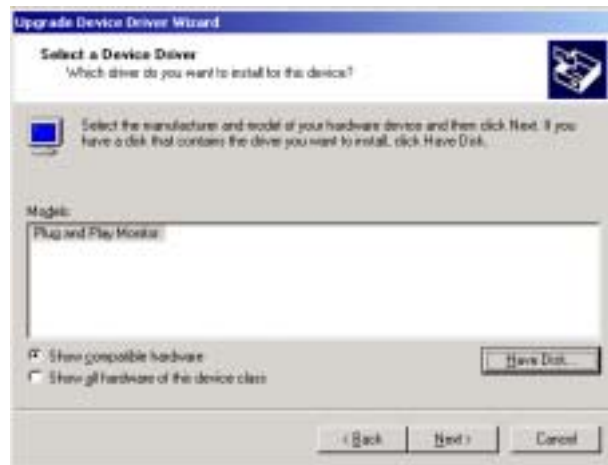 Upgrade Device Driver Wizard
Select a Device Driver
Which driver do you want to install for this device?
Select the manufacturer and model of your hardware device and then click Next. If you
have a disk that contains the driver you want to install, click Have Disk.
Models:
Plug and Play Monitor
Show compatible hardware
Show all hardware of this device class
Have Disk...
< Back
Next >
Cancel